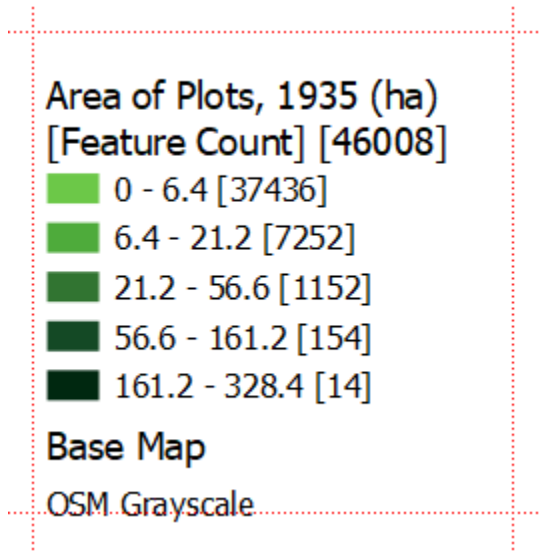 Area of Plots, 1935 (ha)
[Feature Count] [46008]
0 - 6.4 [37436]
6.4 - 21.2 [7252]
21.2 - 56.6 [1152]
56.6 - 161.2 [154]
161.2 - 328.4 [14]
Base Map
OSM Grayscale